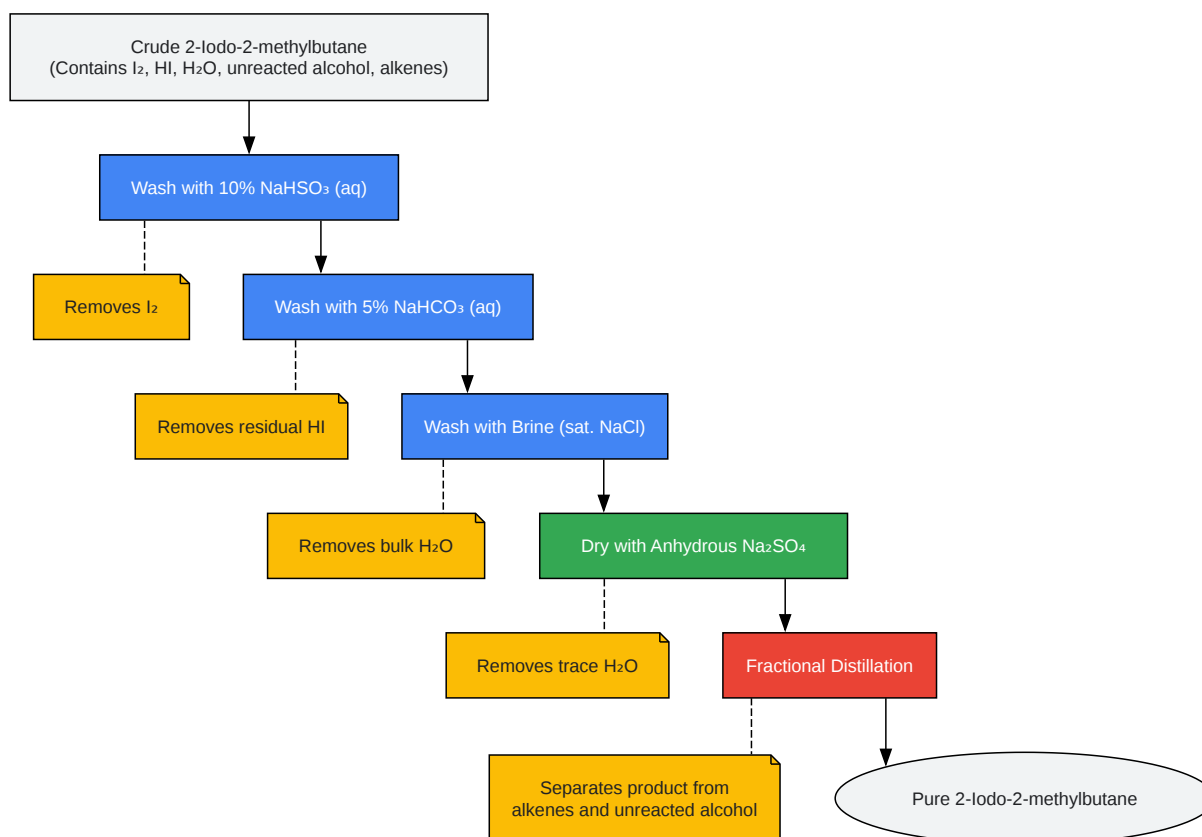 Crude 2-Iodo-2-methylbutane
(Contains I₂, HI, H₂O, unreacted alcohol, alkenes)
Wash with 10% NaHSO₃ (aq)
Removes I₂
Wash with 5% NaHCO₃ (aq)
Removes residual HI
Wash with Brine (sat. NaCl)
Removes bulk H₂O
Dry with Anhydrous Na₂SO₄
Removes trace H₂O
Fractional Distillation
Separates product from
alkenes and unreacted alcohol
Pure 2-Iodo-2-methylbutane